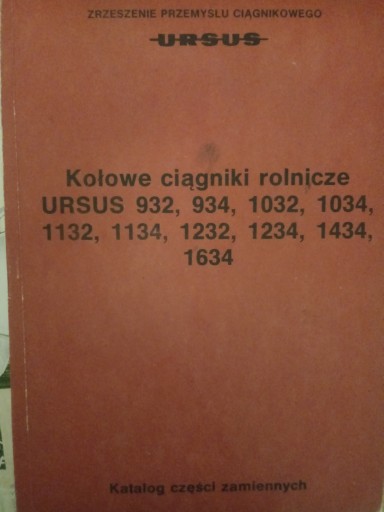 ZRZESZENIE PRZEMYSŁU CIĄGNIKOWEGO
URSUS
Kołowe ciągniki rolnicze
URSUS 932, 934, 1032, 1034,
1132, 1134, 1232, 1234, 1434,
1634
Katalog części zamiennych